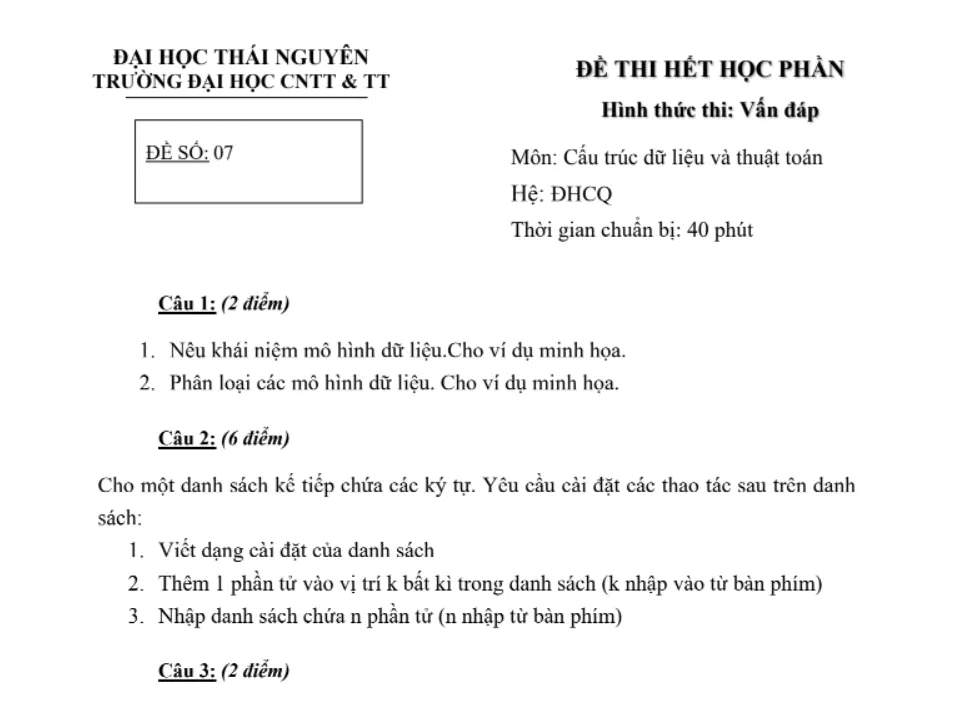 ĐẠI HỌC THÁI NGUYÊN
TRƯỜNG ĐẠI HỌC CNTT & TT
ĐỀ SỐ: 07
ĐỀ THI HẾT HỌC PHẦN
Hình thức thi: Vấn đáp
Môn: Cấu trúc dữ liệu và thuật toán
Hệ: ĐHCQ
Thời gian chuẩn bị: 40 phút
Câu 1: (2 điểm)
1. Nêu khái niệm mô hình dữ liệu.Cho ví dụ minh họa.
2. Phân loại các mô hình dữ liệu. Cho ví dụ minh họa.
Câu 2: (6 điểm)
Cho một danh sách kế tiếp chứa các ký tự. Yêu cầu cài đặt các thao tác sau trên danh
sách:
1. Viết dạng cài đặt của danh sách
2. Thêm 1 phần tử vào vị trí k bất kì trong danh sách (k nhập vào từ bàn phím)
3. Nhập danh sách chứa n phần tử (n nhập từ bàn phím)
Câu 3: (2 điểm)